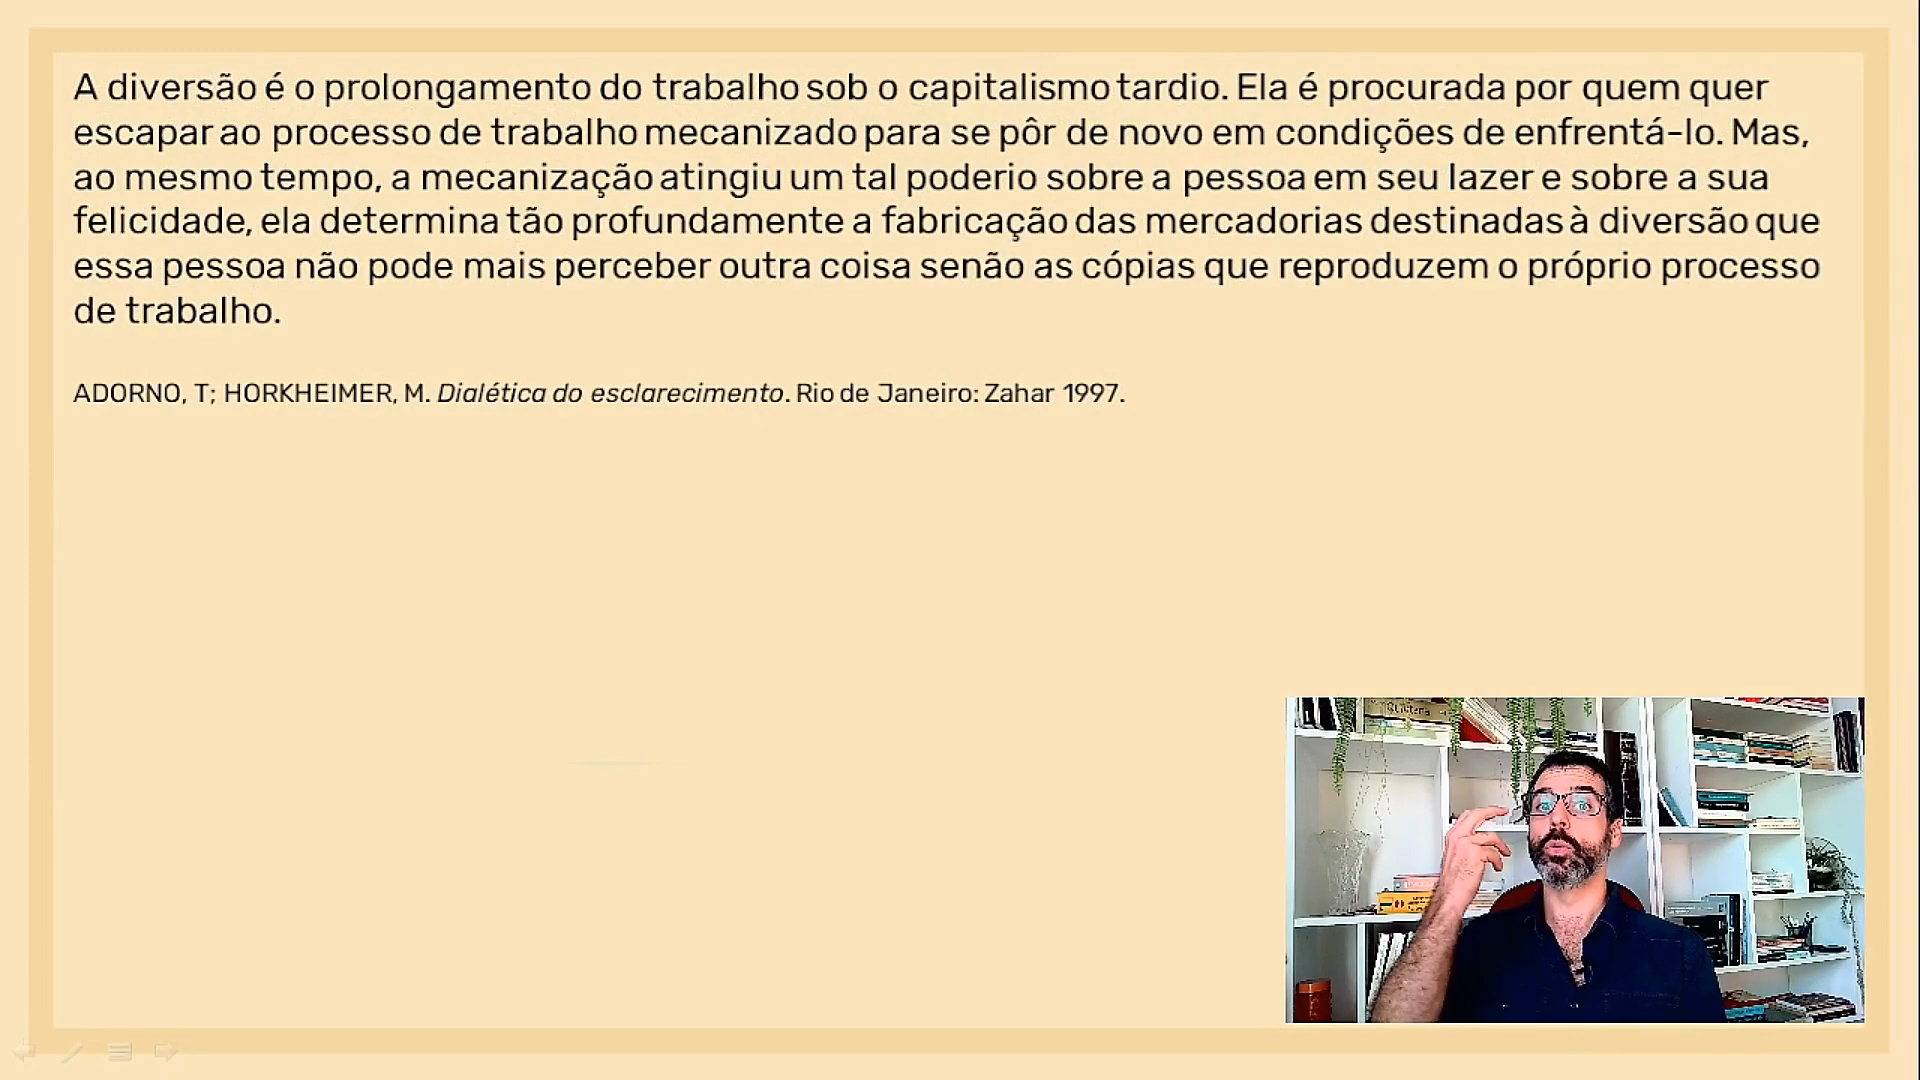 A diversão é o prolongamento do trabalho sob o capitalismo tardio. Ela é procurada por quem quer
escapar ao processo de trabalho mecanizado para se pôr de novo em condições de enfrentá-lo. Mas,
ao mesmo tempo, a mecanização atingiu um tal poderio sobre a pessoa em seu lazer e sobre a sua
felicidade, ela determina tão profundamente a fabricação das mercadorias destinadas à diversão que
essa pessoa não pode mais perceber outra coisa senão as cópias que reproduzem o próprio processo
de trabalho.
ADORNO, T; HORKHEIMER, M. Dialética do esclarecimento. Rio de Janeiro: Zahar 1997.